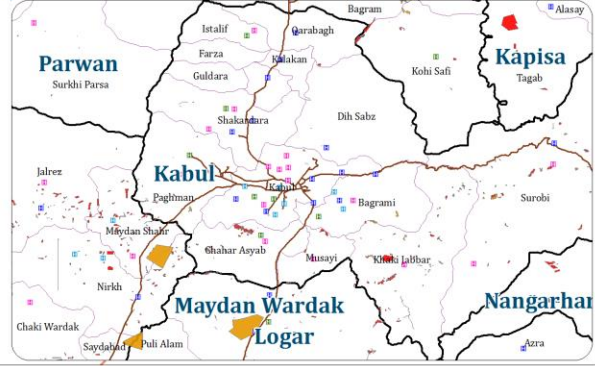 Bagram
Alasay
Istalif
Qarabagh
Farza
Kalakan
Parwan
Kapisa
Surkhi Parsa
Guldara
Kohi Safi
Tagab
Shakardara
Dih Sabz
Jalrez
Kabul
Kabul
Paghman
Bagrami
Surobi
Maydan Shahr
Chahar Asyab
Musayi
Khaki Jabbar
Nirkh
Maydan Wardak
Nangarhar
Chaki Wardak
Logar
Saydabad
Puli Alam
Azra